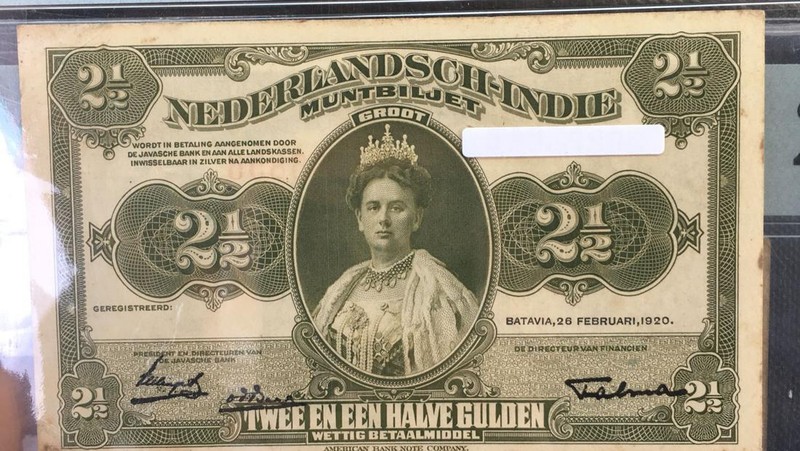 2½
2½
NEDERLANDSCH-INDIE
MUNTBILJET
GROOT
WORDT IN BETALING AANGENOMEN DOOR
DE JAVASCHE BANK EN AAN ALLE LANDSKASSEN.
INWISSELBAAR IN ZILVER NA AANKONDIGING.
2½
2½
GEREGISTREERD:
BATAVIA, 26 FEBRUARI, 1920.
PRESIDENT EN DIRECTEUREN VAN
DE JAVASCHE BANK
DE DIRECTEUR VAN FINANCIEN
Talma
2½
2½
TWEE EN EEN HALVE GULDEN
WETTIG BETAALMIDDEL
AMERICAN BANK NOTE COMPANY.